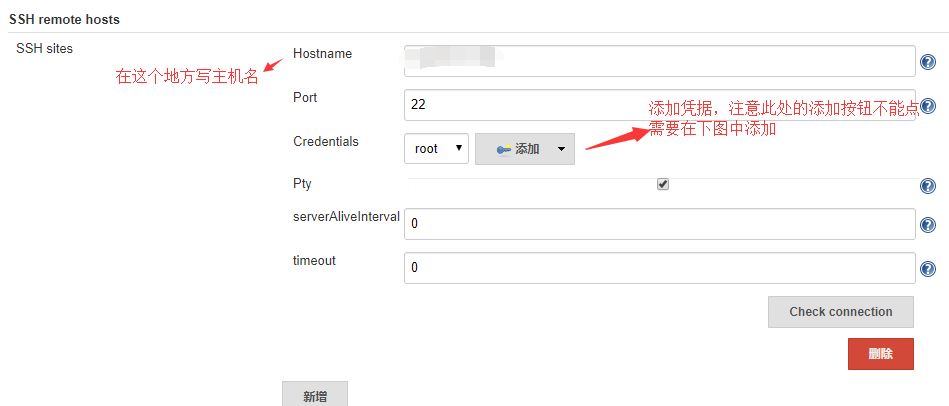 SSH remote hosts
SSH sites
Hostname
在这个地方写主机名
Port
22
添加凭据，注意此处的添加按钮不能点
需要在下图中添加
Credentials
root
添加
Pty
serverAliveInterval
0
timeout
0
Check connection
删除
新增